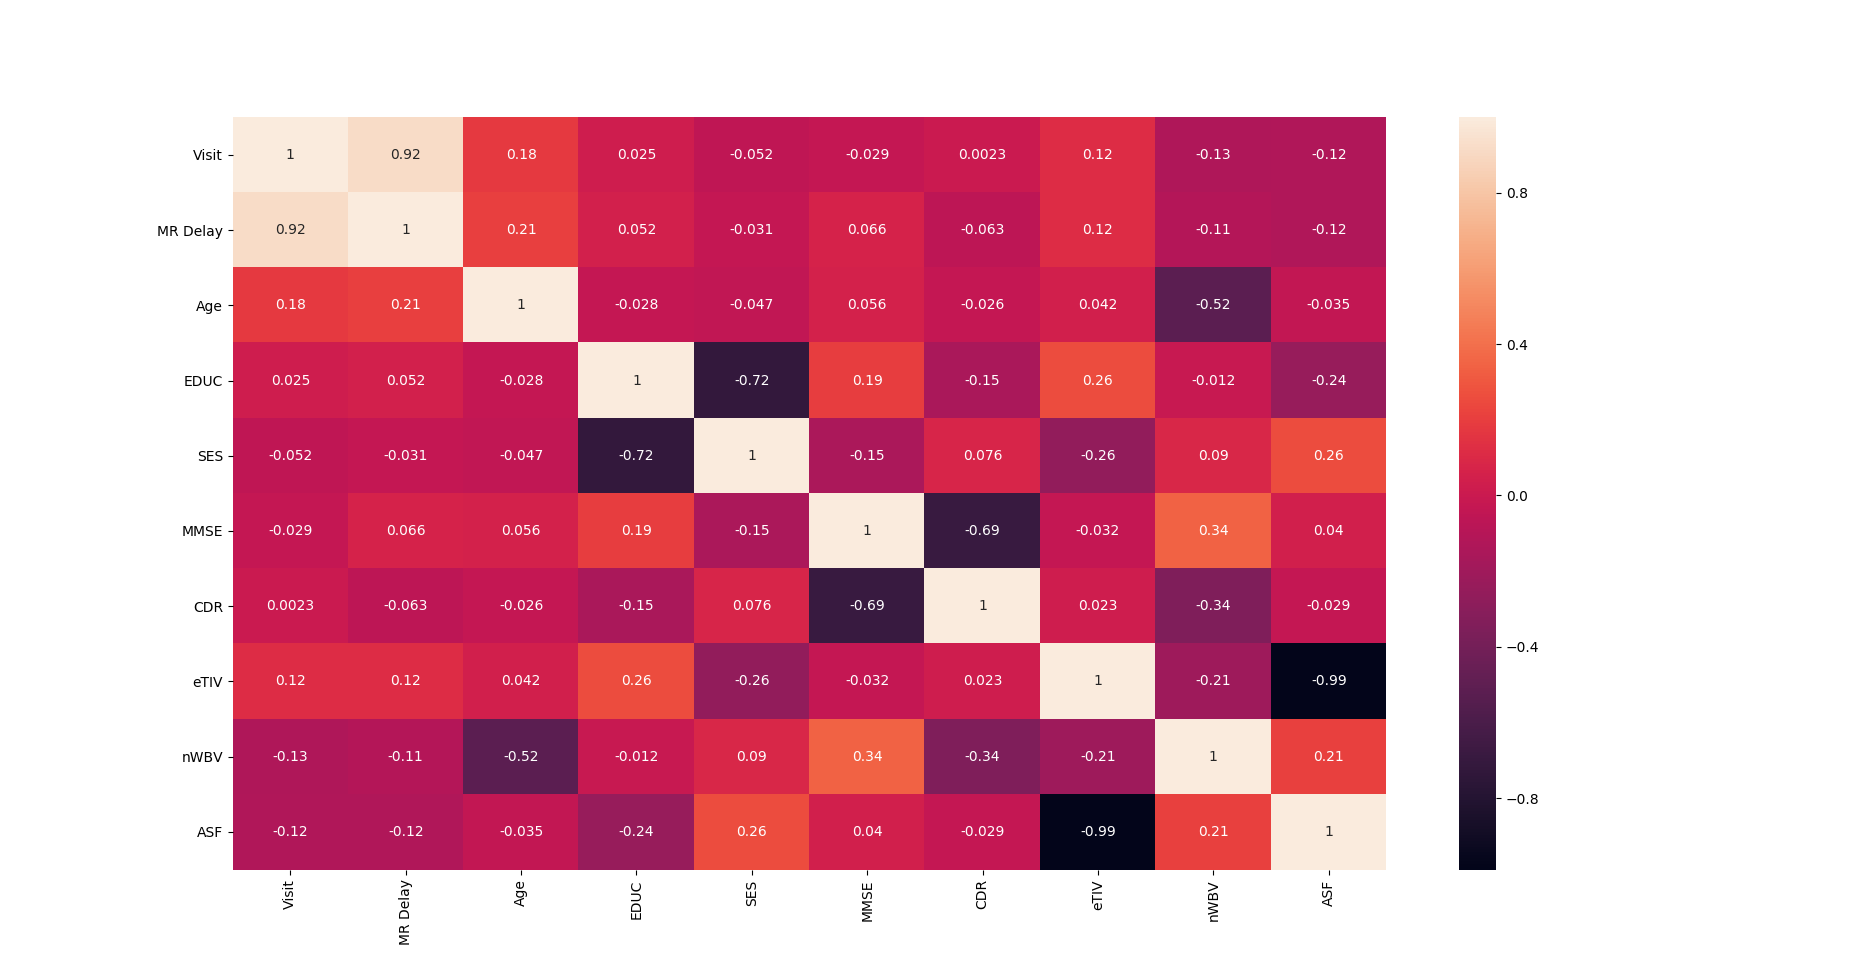 Visit 1 0.92 0.18 0.025 -0.052 -0.029 0.0023 0.12 -0.13 -0.12
MR Delay 0.92 1 0.21 0.052 -0.031 0.066 -0.063 0.12 -0.11 -0.12
Age 0.18 0.21 1 -0.028 -0.047 0.056 -0.026 0.042 -0.52 -0.035
EDUC 0.025 0.052 -0.028 1 -0.72 0.19 -0.15 0.26 -0.012 -0.24
SES -0.052 -0.031 -0.047 -0.72 1 -0.15 0.076 -0.26 0.09 0.26
MMSE -0.029 0.066 0.056 0.19 -0.15 1 -0.69 -0.032 0.34 0.04
CDR 0.0023 -0.063 -0.026 -0.15 0.076 -0.69 1 0.023 -0.34 -0.029
eTIV 0.12 0.12 0.042 0.26 -0.26 -0.032 0.023 1 -0.21 -0.99
nWBV -0.13 -0.11 -0.52 -0.012 0.09 0.34 -0.34 -0.21 1 0.21
ASF -0.12 -0.12 -0.035 -0.24 0.26 0.04 -0.029 -0.99 0.21 1
Visit MR Delay Age EDUC SES MMSE CDR eTIV nWBV ASF
0.8
0.4
0.0
−0.4
−0.8